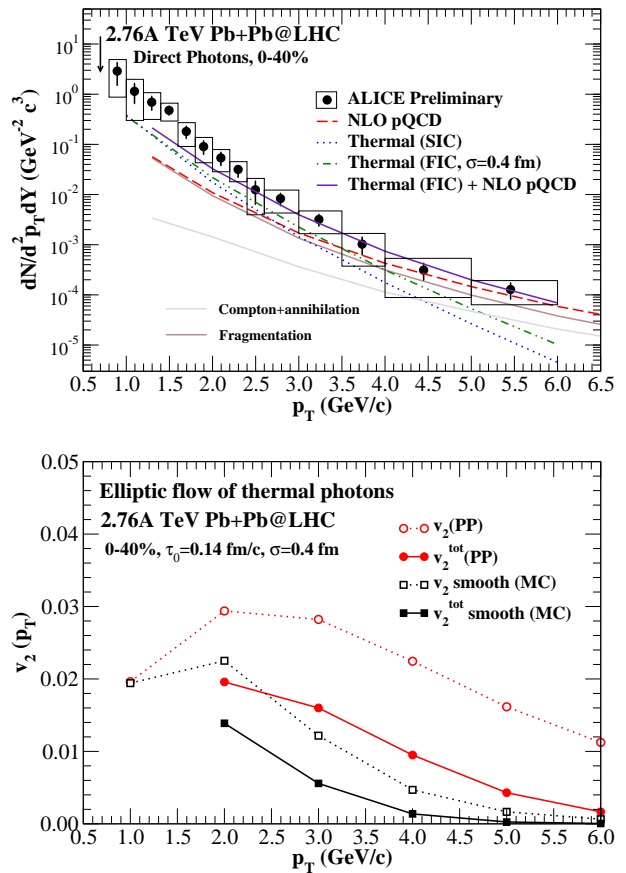 2.76A TeV Pb+Pb@LHC
Direct Photons, 0-40%
ALICE Preliminary
NLO pQCD
Thermal (SIC)
Thermal (FIC, σ=0.4 fm)
Thermal (FIC) + NLO pQCD
Compton+annihilation
Fragmentation
dN/d²p_T dY (GeV⁻² c³)
10¹
10⁰
10⁻¹
10⁻²
10⁻³
10⁻⁴
10⁻⁵
0.5 1.0 1.5 2.0 2.5 3.0 3.5 4.0 4.5 5.0 5.5 6.0 6.5
p_T (GeV/c)
Elliptic flow of thermal photons
2.76A TeV Pb+Pb@LHC
0-40%, τ₀=0.14 fm/c, σ=0.4 fm
v₂(PP)
v₂^tot(PP)
v₂ smooth (MC)
v₂^tot smooth (MC)
v₂ (p_T)
0.05
0.04
0.03
0.02
0.01
0.00
0.5 1.0 1.5 2.0 2.5 3.0 3.5 4.0 4.5 5.0 5.5 6.0
p_T (GeV/c)